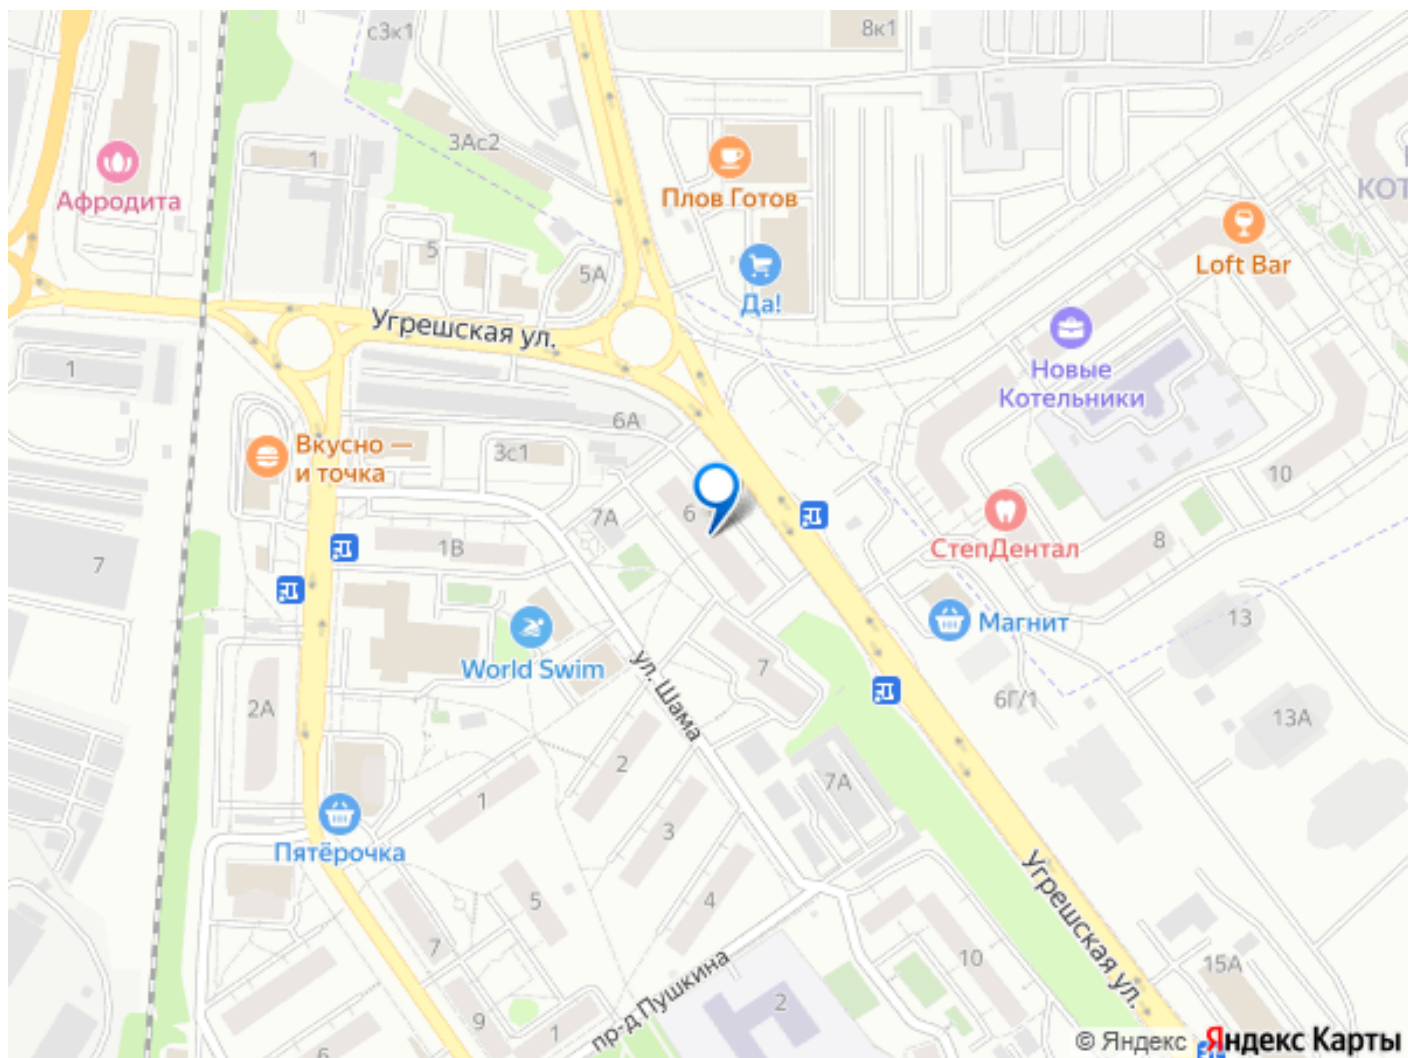 с3к1
8к1
3Ас2
1
Афродита
Плов Готов
КОТ
5
5А
Да!
Loft Bar
Угрешская ул.
1
Новые
Котельники
6А
Вкусно —
и точка
3с1
10
6
7А
1В
СтепДентал
8
7
13
Магнит
World Swim
ул. Шама
7
2А
6Г/1
13А
2
1
7А
3
Пятёрочка
Угрешская ул.
5
4
7
10
15А
пр-д Пушкина
2
9
1
6
© Яндекс Яндекс Карты